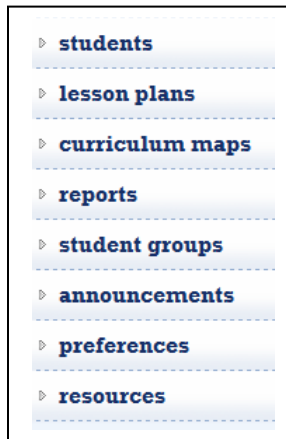 students
lesson plans
curriculum maps
reports
student groups
announcements
preferences
resources